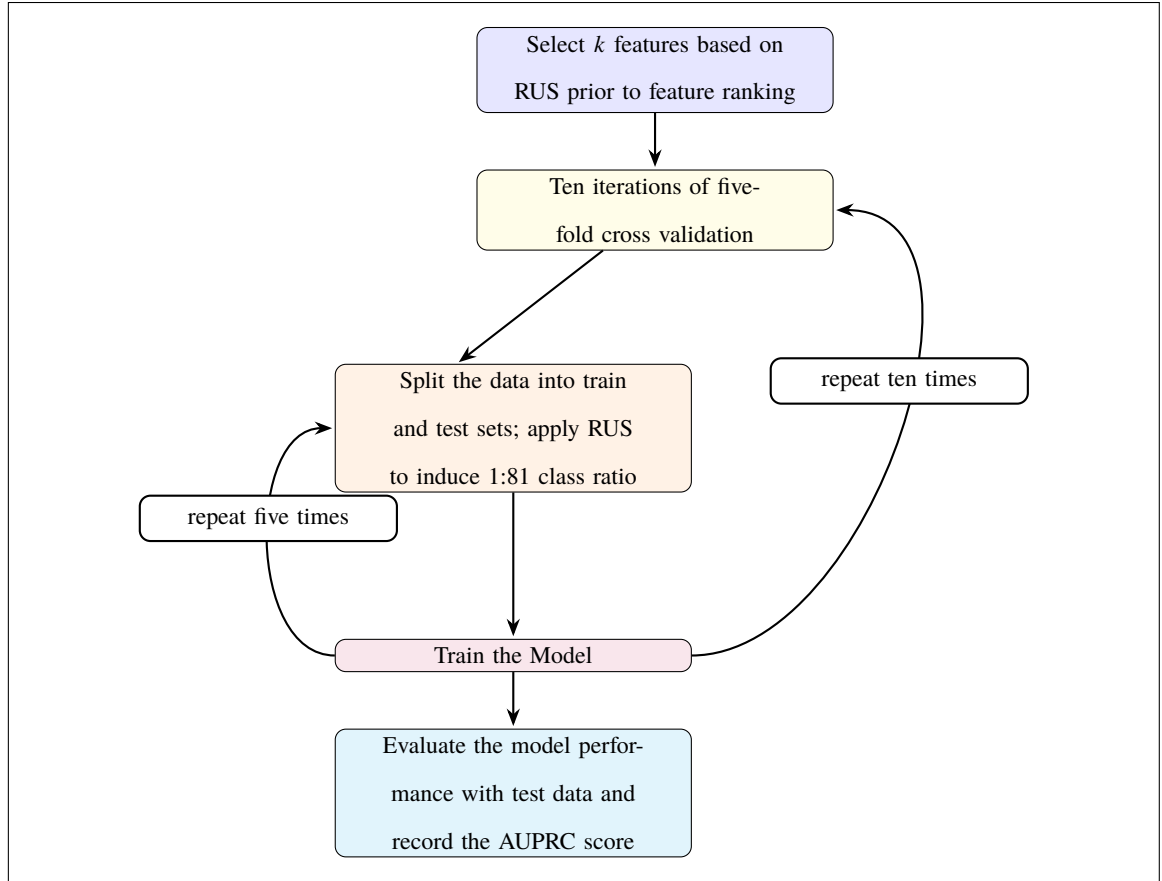 Select k features based on
RUS prior to feature ranking
Ten iterations of five-
fold cross validation
Split the data into train
and test sets; apply RUS
to induce 1:81 class ratio
repeat ten times
repeat five times
Train the Model
Evaluate the model perfor-
mance with test data and
record the AUPRC score